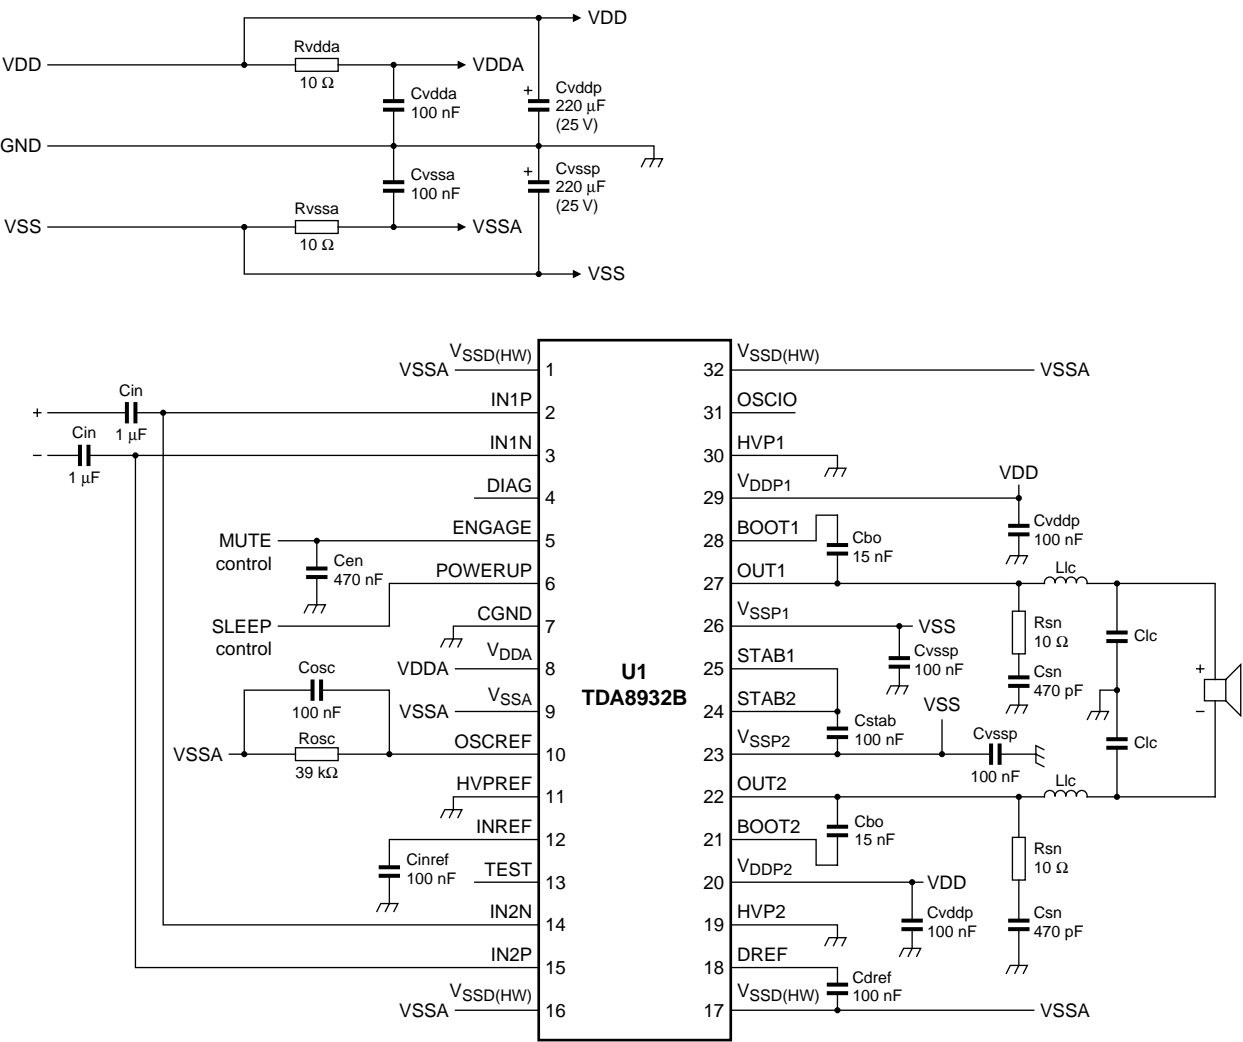 VDD
Rvdda
VDD
VDDA
10 Ω
Cvdda
100 nF
+
Cvddp
220 μF
(25 V)
GND
Cvssa
100 nF
+
Cvssp
220 μF
(25 V)
Rvssa
VSS
VSSA
10 Ω
VSS
VSSD(HW)
VSSA
1
Cin
+
1 μF
IN1P
2
Cin
−
1 μF
IN1N
3
DIAG
4
MUTE
control
ENGAGE
5
Cen
470 nF
POWERUP
6
SLEEP
control
CGND
7
VDDA
VDDA
8
Cosc
100 nF
VSSA
VSSA
9
VSSA
Rosc
39 kΩ
OSCREF
10
HVPREF
11
INREF
12
Cinref
100 nF
TEST
13
IN2N
14
IN2P
15
VSSD(HW)
VSSA
16
U1
TDA8932B
32
VSSD(HW)
VSSA
31
OSCIO
30
HVP1
29
VDDP1
VDD
Cvddp
100 nF
28
BOOT1
Cbo
15 nF
27
OUT1
Llc
26
VSSP1
VSS
Cvssp
100 nF
Rsn
10 Ω
Clc
25
STAB1
Csn
470 pF
+
−
24
STAB2
Cstab
100 nF
VSS
23
VSSP2
Cvssp
100 nF
Clc
22
OUT2
Llc
Cbo
15 nF
21
BOOT2
Rsn
10 Ω
20
VDDP2
VDD
Cvddp
100 nF
Csn
470 pF
19
HVP2
18
DREF
Cdref
100 nF
17
VSSD(HW)
VSSA